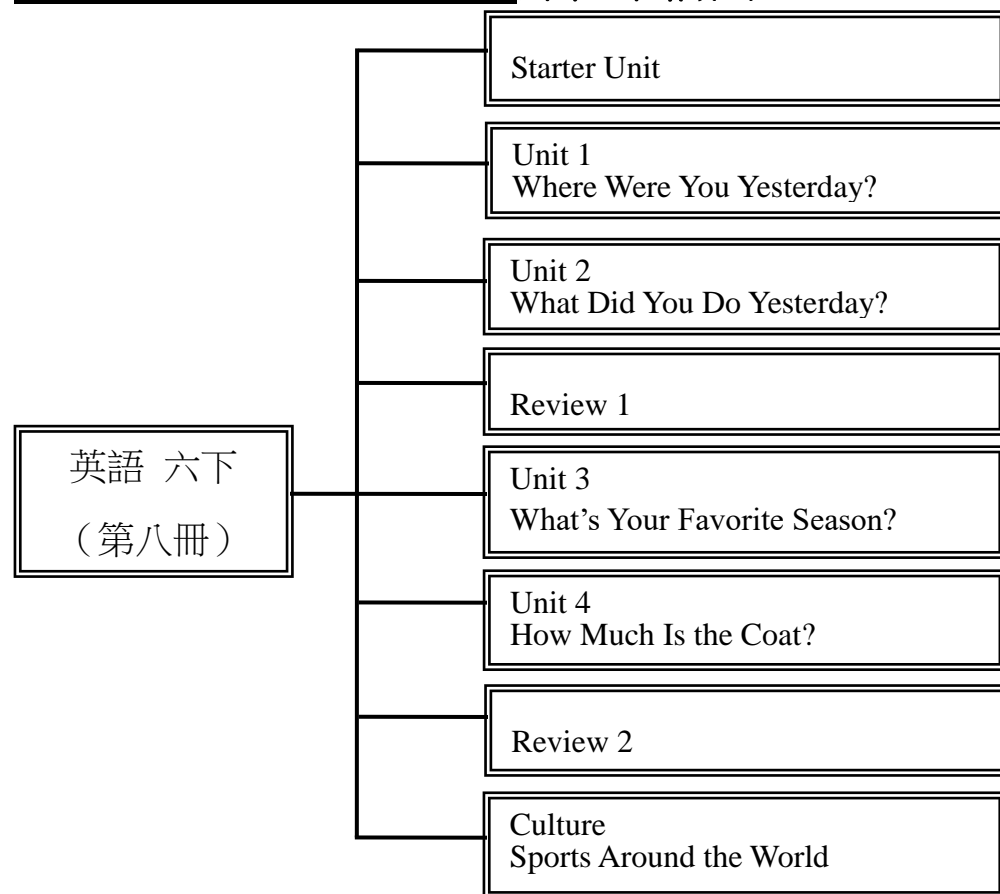 英語 六下
（第八冊）
Starter Unit
Unit 1
Where Were You Yesterday?
Unit 2
What Did You Do Yesterday?
Review 1
Unit 3
What’s Your Favorite Season?
Unit 4
How Much Is the Coat?
Review 2
Culture
Sports Around the World